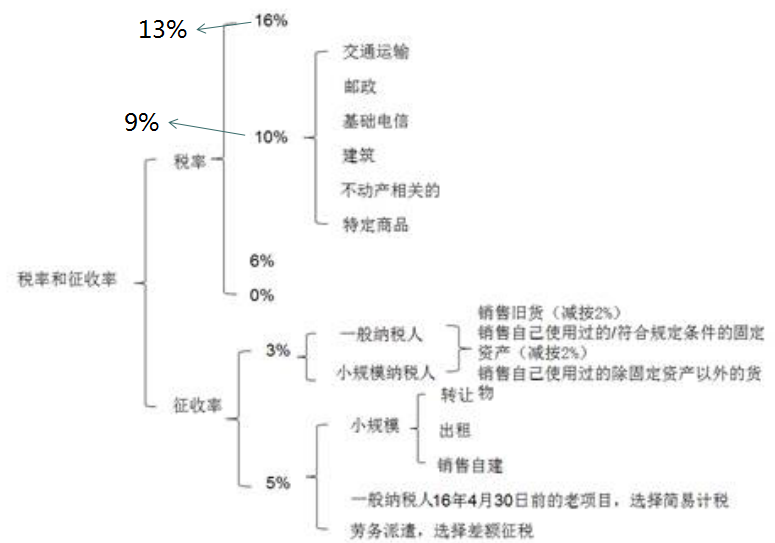 13%
16%
交通运输
邮政
9%
基础电信
10%
建筑
税率
不动产相关的
特定商品
6%
税率和征收率
0%
销售旧货（减按2%）
一般纳税人
销售自己使用过的/符合规定条件的固定
3%
资产（减按2%）
小规模纳税人
销售自己使用过的除固定资产以外的货
物
转让
征收率
小规模
出租
销售自建
5%
一般纳税人16年4月30日前的老项目，选择简易计税
劳务派遣，选择差额征税